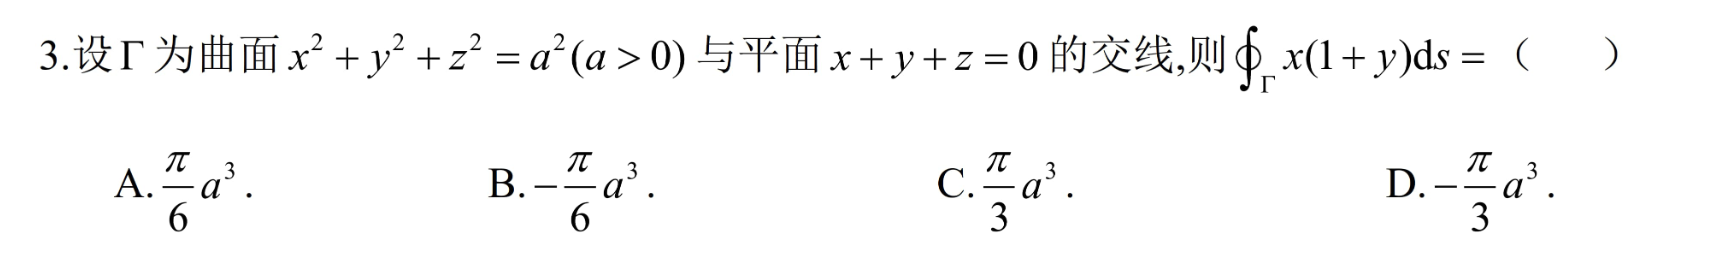 3.设Γ为曲面 x² + y² + z² = a²(a > 0) 与平面 x + y + z = 0 的交线,则∮_Γ x(1 + y)ds = （　　）
A. π/6 a³ .　B. −π/6 a³ .　C. π/3 a³ .　D. −π/3 a³ .